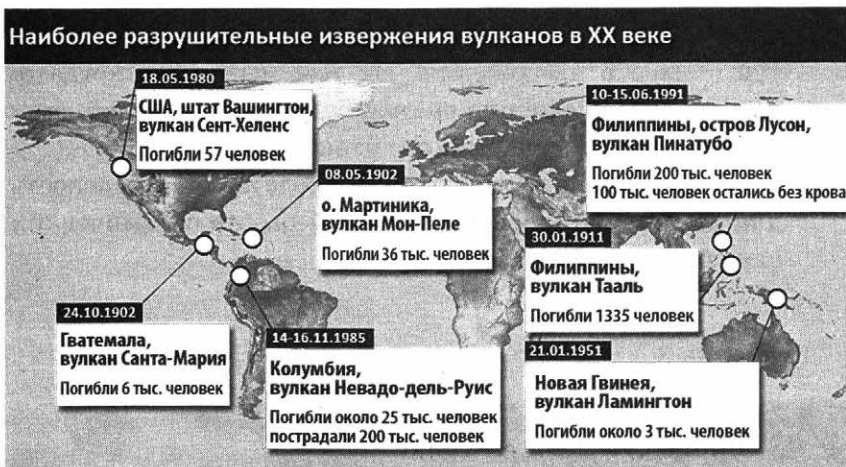 Наиболее разрушительные извержения вулканов в XX веке
18.05.1980
США, штат Вашингтон,
вулкан Сент-Хеленс
Погибли 57 человек
08.05.1902
о. Мартиника,
вулкан Мон-Пеле
Погибли 36 тыс. человек
10-15.06.1991
Филиппины, остров Лусон,
вулкан Пинатубо
Погибли 200 тыс. человек
100 тыс. человек остались без крова
30.01.1911
Филиппины,
вулкан Тааль
Погибли 1335 человек
24.10.1902
Гватемала,
вулкан Санта-Мария
Погибли 6 тыс. человек
14-16.11.1985
Колумбия,
вулкан Невадо-дель-Руис
Погибли около 25 тыс. человек
пострадали 200 тыс. человек
21.01.1951
Новая Гвинея,
вулкан Ламингтон
Погибли около 3 тыс. человек